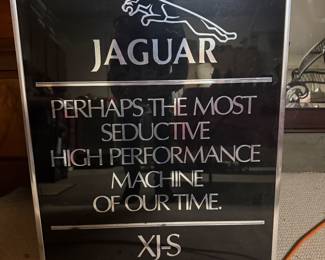 JAGUAR
PERHAPS THE MOST
SEDUCTIVE
HIGH PERFORMANCE
MACHINE
OF OUR TIME.
XJ-S